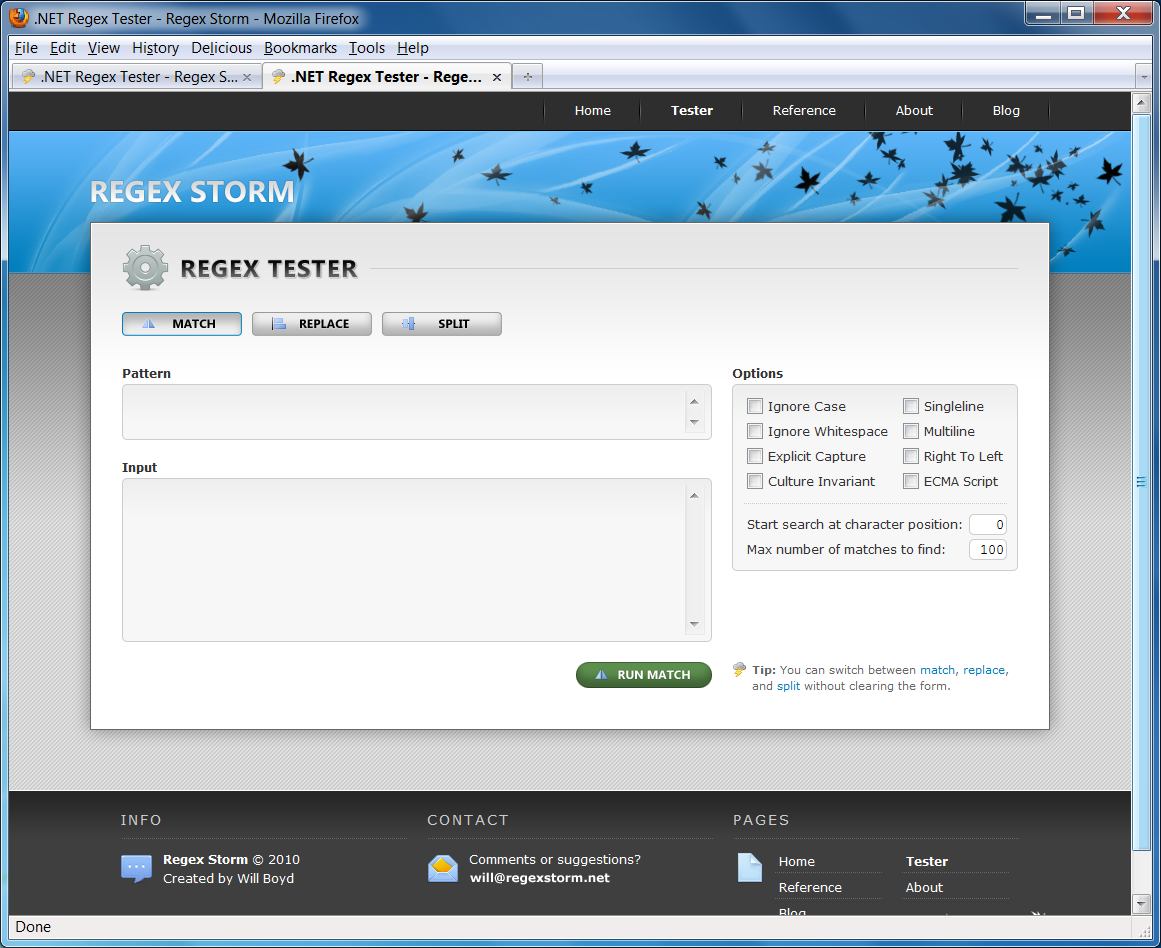 .NET Regex Tester - Regex Storm - Mozilla Firefox
File Edit View History Delicious Bookmarks Tools Help
.NET Regex Tester - Regex S... .NET Regex Tester - Rege...
Home Tester Reference About Blog
REGEX STORM
REGEX TESTER
MATCH REPLACE SPLIT
Pattern
Input
Options
Ignore Case Singleline
Ignore Whitespace Multiline
Explicit Capture Right To Left
Culture Invariant ECMA Script
Start search at character position: 0
Max number of matches to find: 100
RUN MATCH
Tip: You can switch between match, replace,
and split without clearing the form.
INFO
Regex Storm © 2010
Created by Will Boyd
CONTACT
Comments or suggestions?
will@regexstorm.net
PAGES
Home Tester
Reference About
Blog
Done